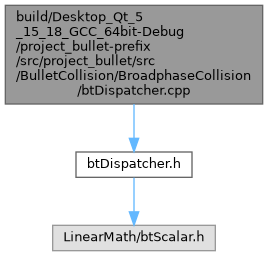 build/Desktop_Qt_5
_15_18_GCC_64bit-Debug
/project_bullet-prefix
/src/project_bullet/src
/BulletCollision/BroadphaseCollision
/btDispatcher.cpp
btDispatcher.h
LinearMath/btScalar.h